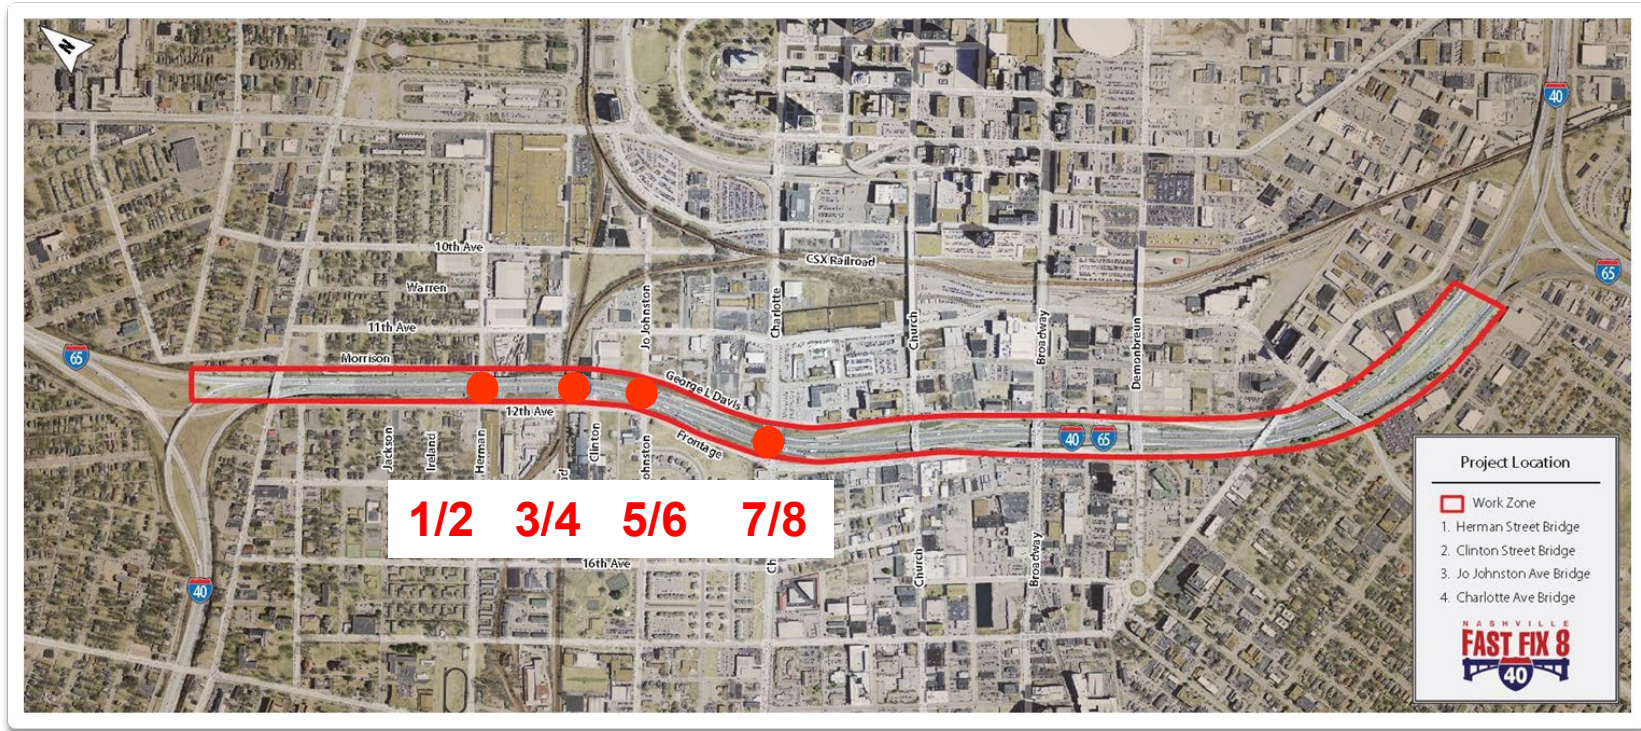 N
40
65
10th Ave
CSX Railroad
Warren
Jo Johnston
Charlotte
Church
Broadway
Demonbreun
11th Ave
Morrison
65
George L Davis
12th Ave
Jackson
Ireland
Herman
Clinton
Johnston
Frontage
40
65
1/2 3/4 5/6 7/8
16th Ave
Ch
Church
Broadway
40
Project Location
Work Zone
1. Herman Street Bridge
2. Clinton Street Bridge
3. Jo Johnston Ave Bridge
4. Charlotte Ave Bridge
NASHVILLE
FAST FIX 8
40